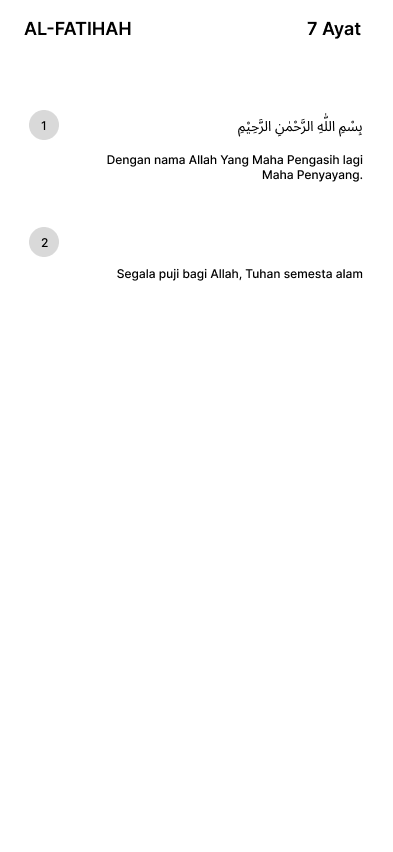 AL-FATIHAH 7 Ayat
1 بِسْمِ اللّٰهِ الرَّحْمٰنِ الرَّحِيْمِ
Dengan nama Allah Yang Maha Pengasih lagi
Maha Penyayang.
2
Segala puji bagi Allah, Tuhan semesta alam